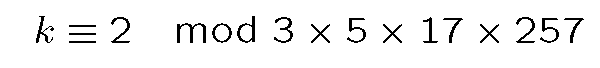 k ≡ 2 mod 3 × 5 × 17 × 257